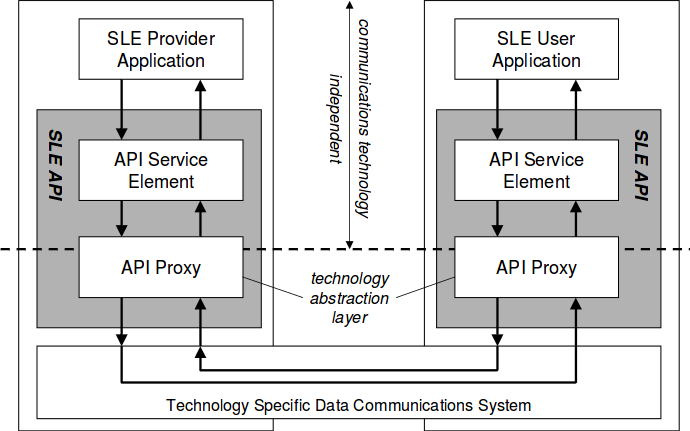 SLE Provider
Application
communications technology
independent
SLE User
Application
SLE API
API Service
Element
API Service
Element
SLE API
API Proxy
technology
abstraction
layer
API Proxy
Technology Specific Data Communications System